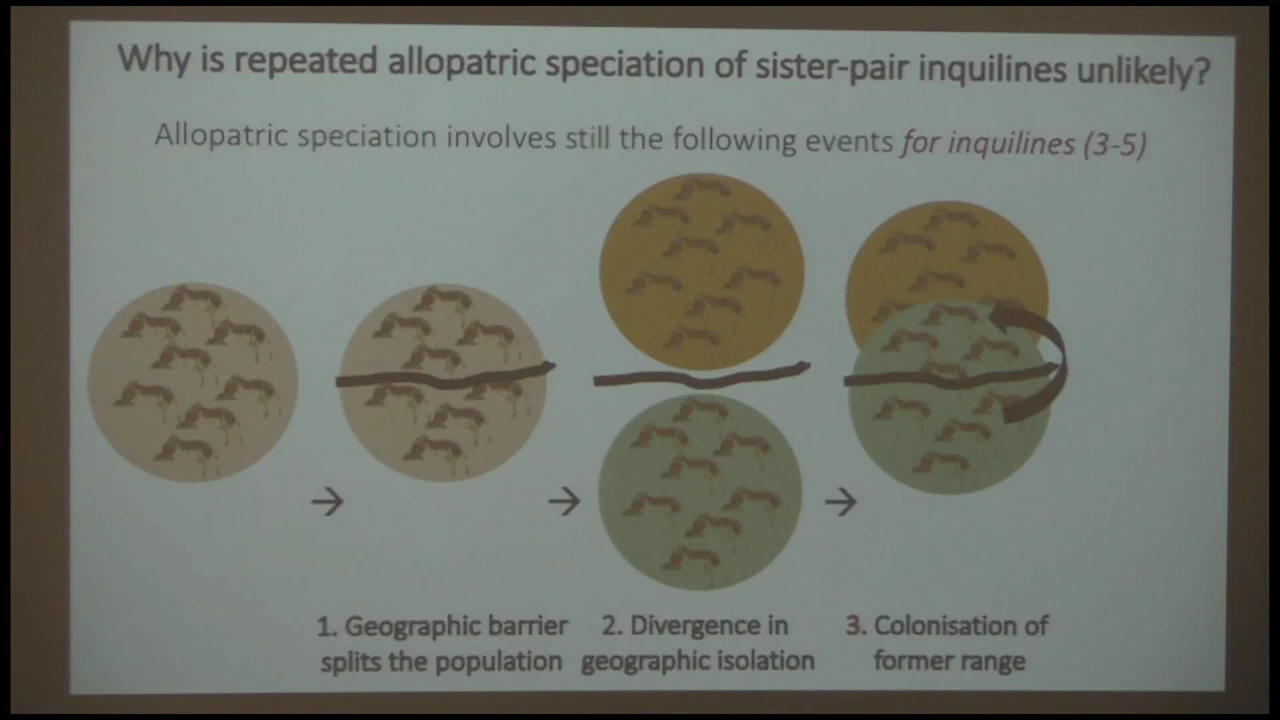 Why is repeated allopatric speciation of sister-pair inquilines unlikely?
Allopatric speciation involves still the following events for inquilines (3-5)
→ → →
1. Geographic barrier
splits the population
2. Divergence in
geographic isolation
3. Colonisation of
former range